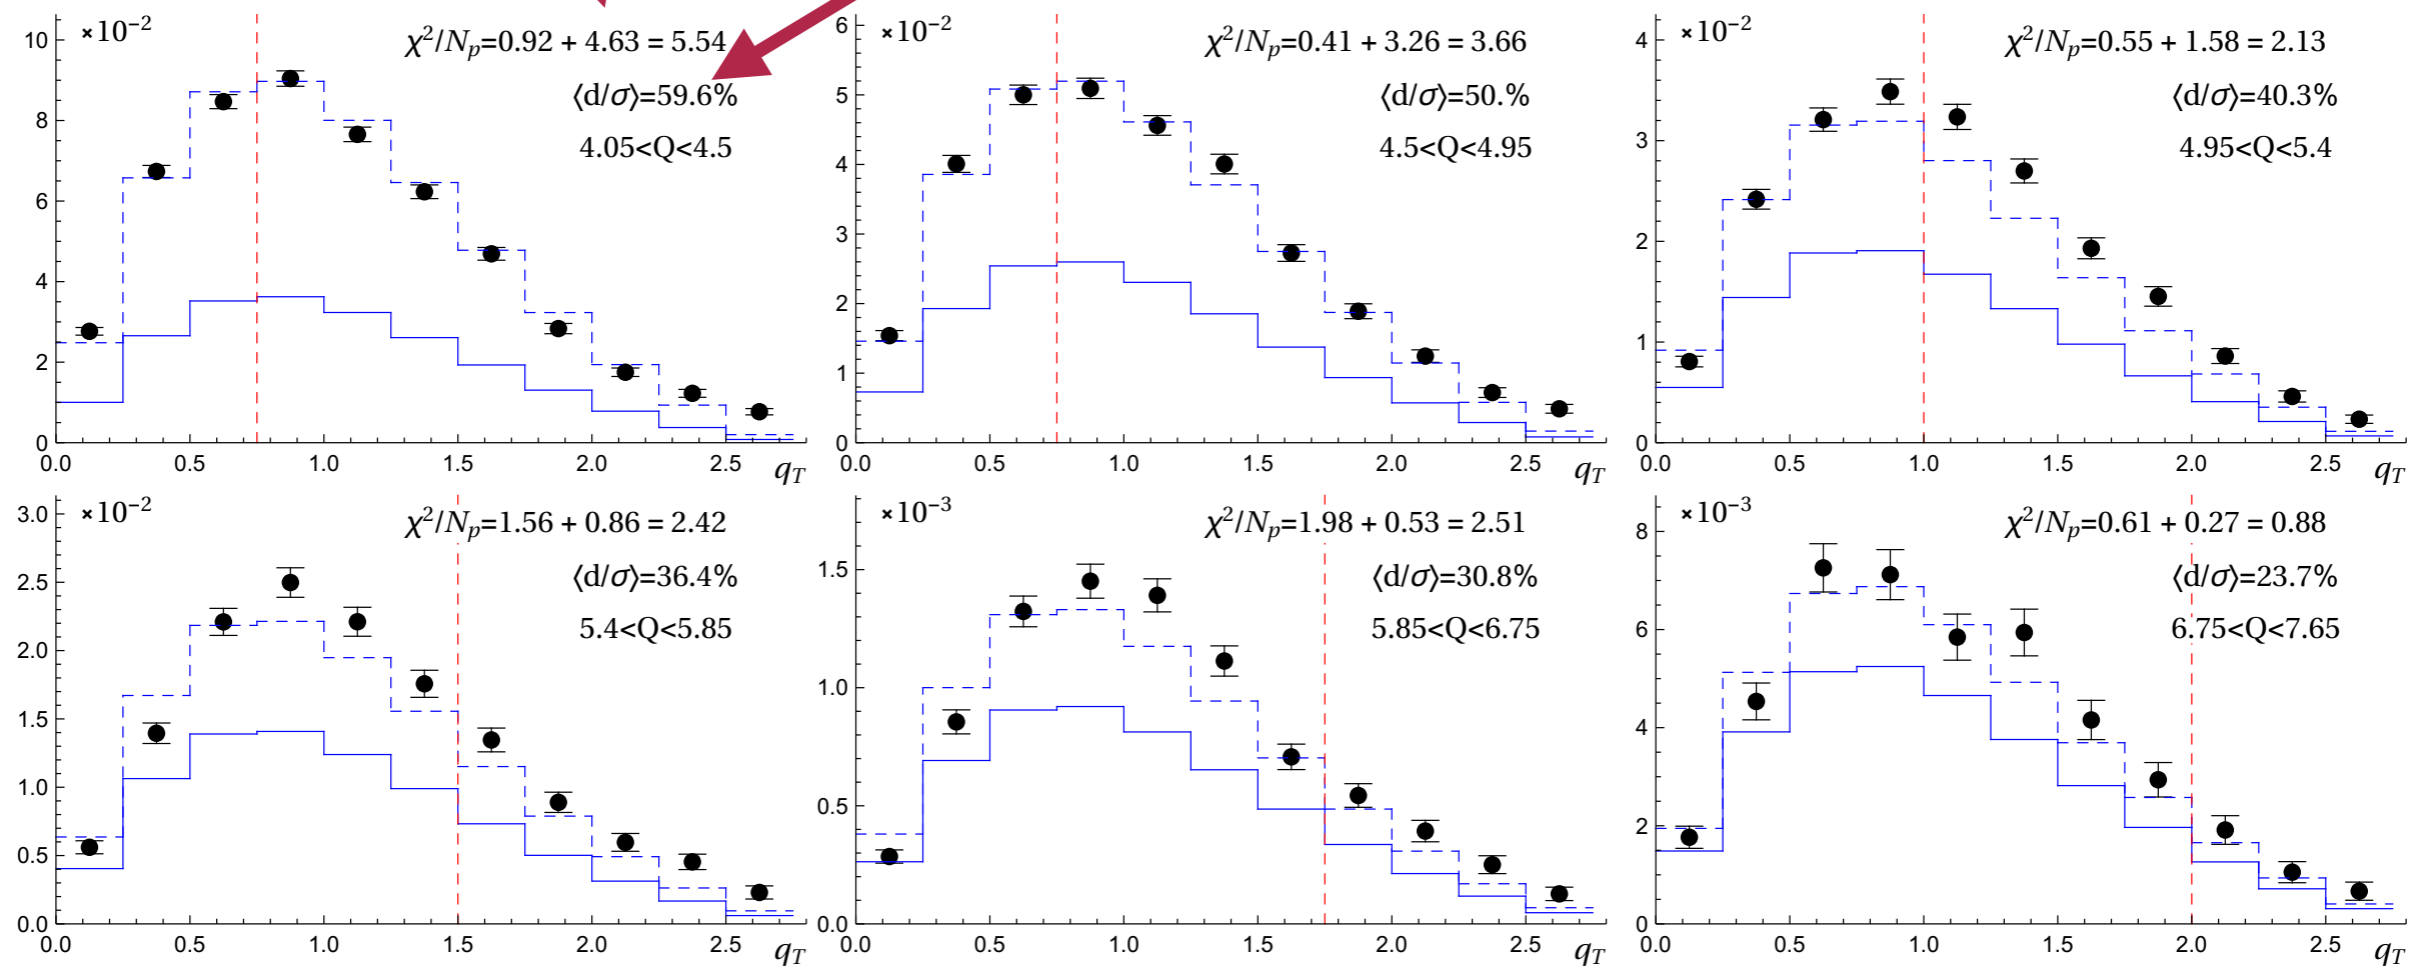 ×10⁻²
χ²/Nₚ=0.92 + 4.63 = 5.54
⟨d/σ⟩=59.6%
4.05<Q<4.5
10
8
6
4
2
0
0.0 0.5 1.0 1.5 2.0 2.5 q_T
×10⁻²
χ²/Nₚ=0.41 + 3.26 = 3.66
⟨d/σ⟩=50.%
4.5<Q<4.95
6
5
4
3
2
1
0
0.0 0.5 1.0 1.5 2.0 2.5 q_T
×10⁻²
χ²/Nₚ=0.55 + 1.58 = 2.13
⟨d/σ⟩=40.3%
4.95<Q<5.4
4
3
2
1
0
0.0 0.5 1.0 1.5 2.0 2.5 q_T
×10⁻²
χ²/Nₚ=1.56 + 0.86 = 2.42
⟨d/σ⟩=36.4%
5.4<Q<5.85
3.0
2.5
2.0
1.5
1.0
0.5
0.0
0.0 0.5 1.0 1.5 2.0 2.5 q_T
×10⁻³
χ²/Nₚ=1.98 + 0.53 = 2.51
⟨d/σ⟩=30.8%
5.85<Q<6.75
1.5
1.0
0.5
0.0
0.0 0.5 1.0 1.5 2.0 2.5 q_T
×10⁻³
χ²/Nₚ=0.61 + 0.27 = 0.88
⟨d/σ⟩=23.7%
6.75<Q<7.65
8
6
4
2
0
0.0 0.5 1.0 1.5 2.0 2.5 q_T